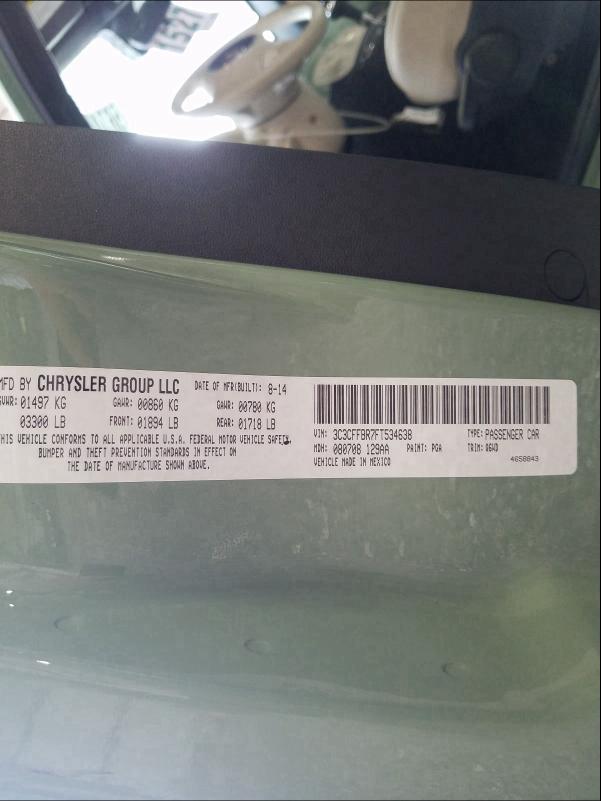 MFD BY CHRYSLER GROUP LLC DATE OF MFR(BUILT): 8-14
GVWR: 01497 KG GAWR: 00860 KG GAWR: 00780 KG
03300 LB FRONT: 01894 LB REAR: 01718 LB
THIS VEHICLE CONFORMS TO ALL APPLICABLE U.S.A. FEDERAL MOTOR VEHICLE SAFETY,
BUMPER AND THEFT PREVENTION STANDARDS IN EFFECT ON
THE DATE OF MANUFACTURE SHOWN ABOVE.
VIN: 3C3CFFBR7FT534638 TYPE: PASSENGER CAR
MDH: 080708 129AA PAINT: PGA TRIM: Q6WD
VEHICLE MADE IN MEXICO 4658843